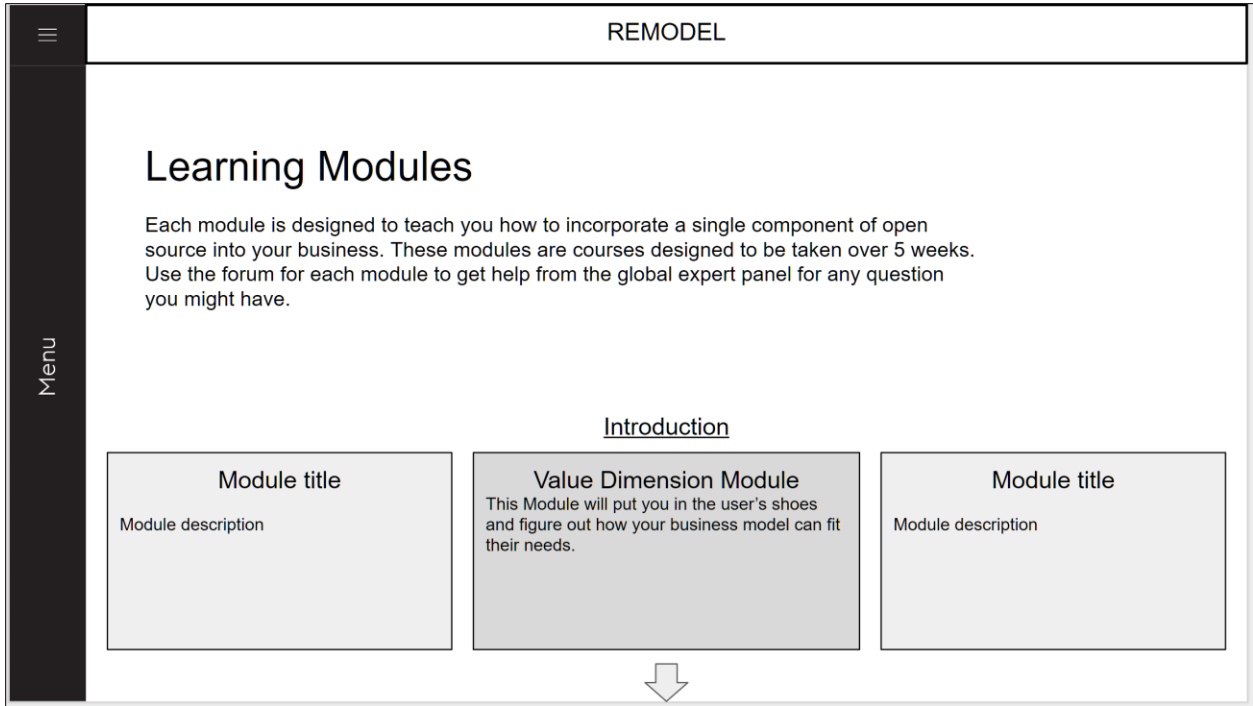 REMODEL
Learning Modules
Each module is designed to teach you how to incorporate a single component of open
source into your business. These modules are courses designed to be taken over 5 weeks.
Use the forum for each module to get help from the global expert panel for any question
you might have.
Menu
Introduction
Module title
Module description
Value Dimension Module
This Module will put you in the user’s shoes
and figure out how your business model can fit
their needs.
Module title
Module description